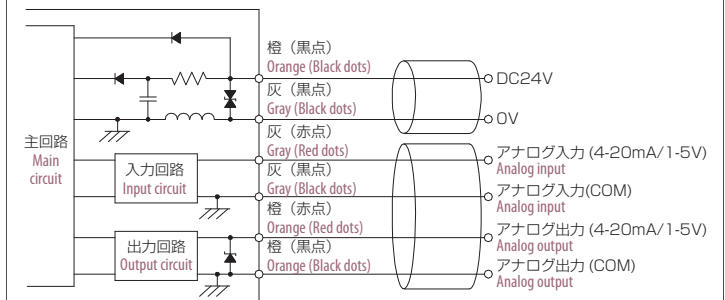 橙（黒点）
Orange (Black dots)
DC24V
灰（黒点）
Gray (Black dots)
0V
主回路
Main
circuit
灰（赤点）
Gray (Red dots)
アナログ入力 (4-20mA/1-5V)
Analog input
入力回路
Input circuit
灰（黒点）
Gray (Black dots)
アナログ入力(COM)
Analog input
橙（赤点）
Orange (Red dots)
アナログ出力 (4-20mA/1-5V)
Analog output
出力回路
Output circuit
橙（黒点）
Orange (Black dots)
アナログ出力 (COM)
Analog output